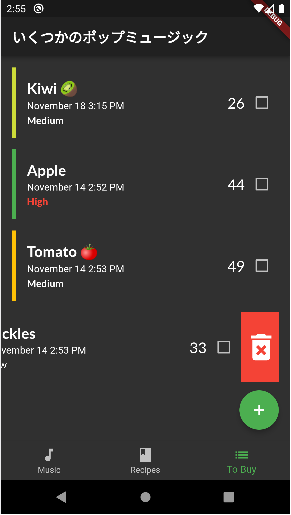 2:55
DEBUG
いくつかのポップミュージック
Kiwi 🥝
November 18 3:15 PM
Medium
26
Apple
November 14 2:52 PM
High
44
Tomato 🍅
November 14 2:53 PM
Medium
49
ckles
vember 14 2:53 PM
w
33
+
Music
Recipes
To Buy